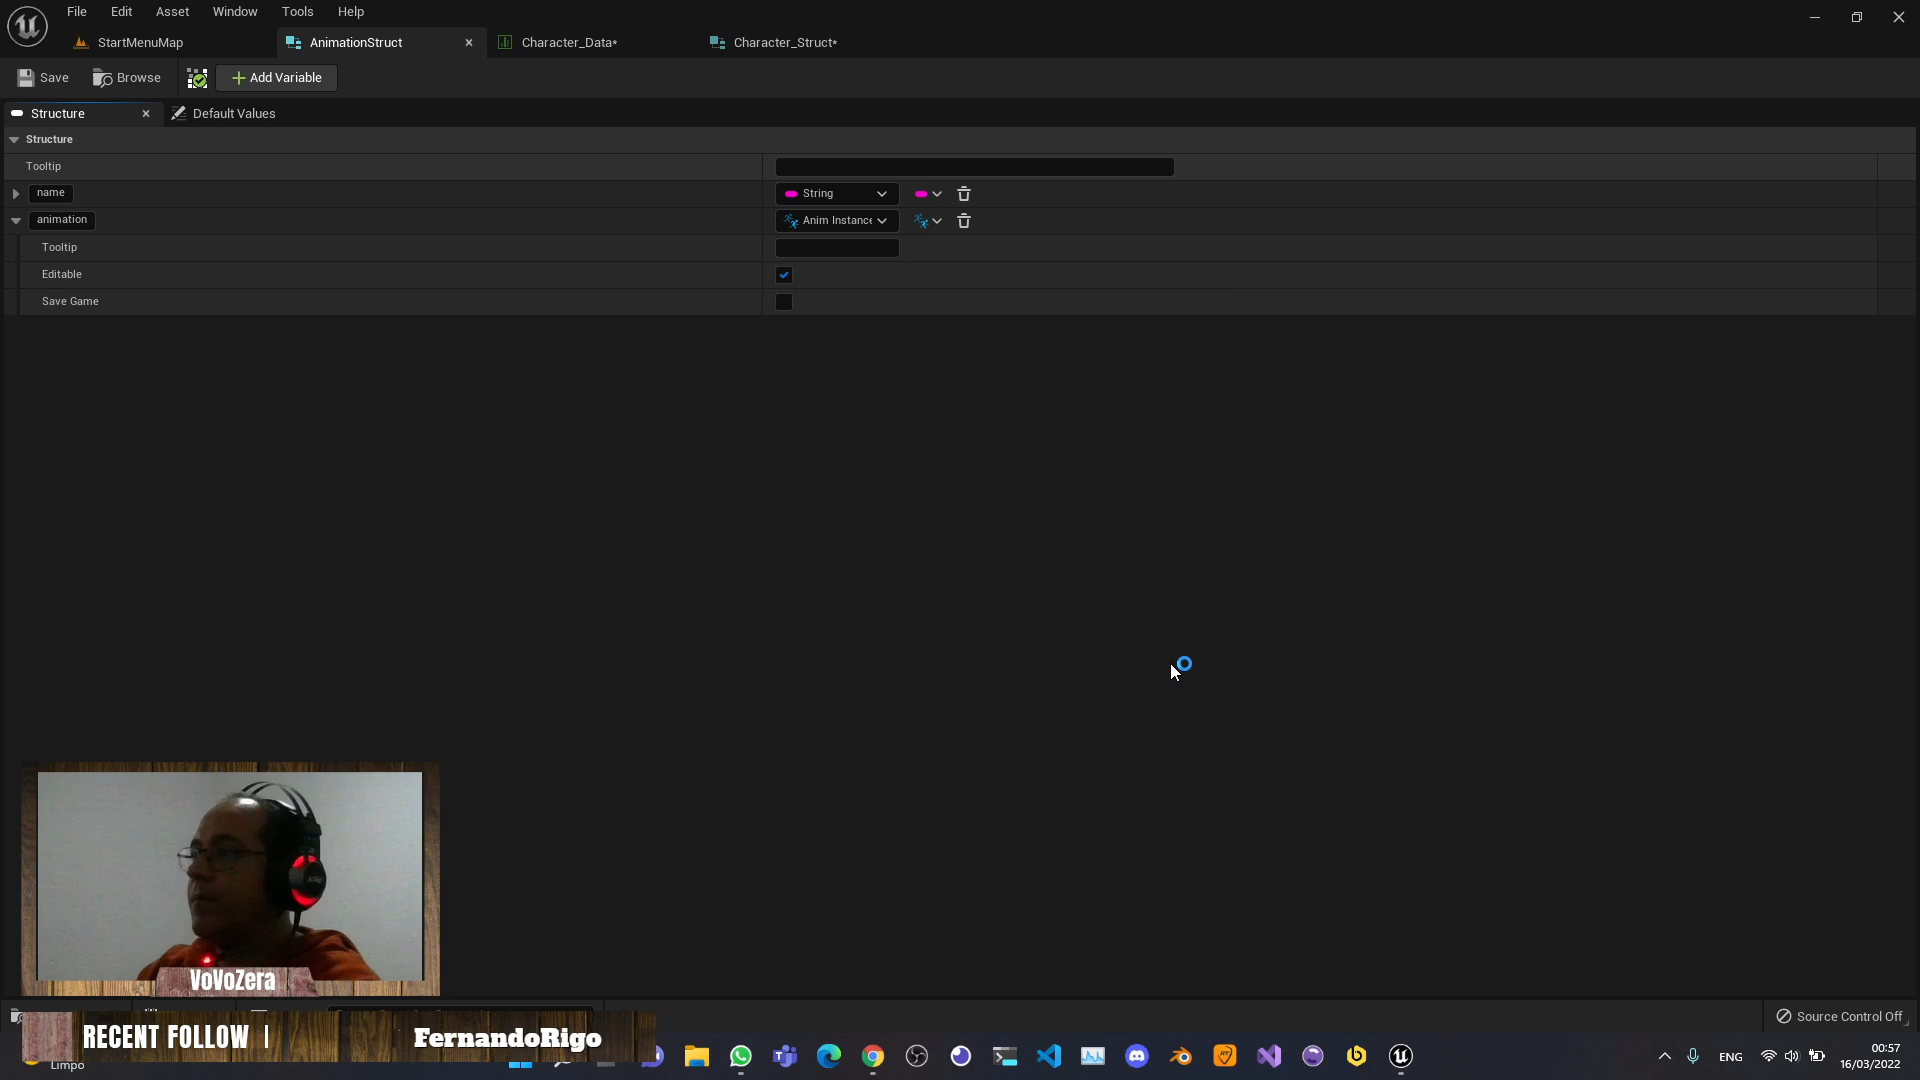 File Edit Asset Window Tools Help
StartMenuMap AnimationStruct Character_Data* Character_Struct*
Save Browse Add Variable
Structure Default Values
Structure
Tooltip
name String
animation Anim Instance
Tooltip
Editable
Save Game
VoVoZera
Source Control Off
RECENT FOLLOW | FernandoRigo
Limpo
ENG
00:57
16/03/2022